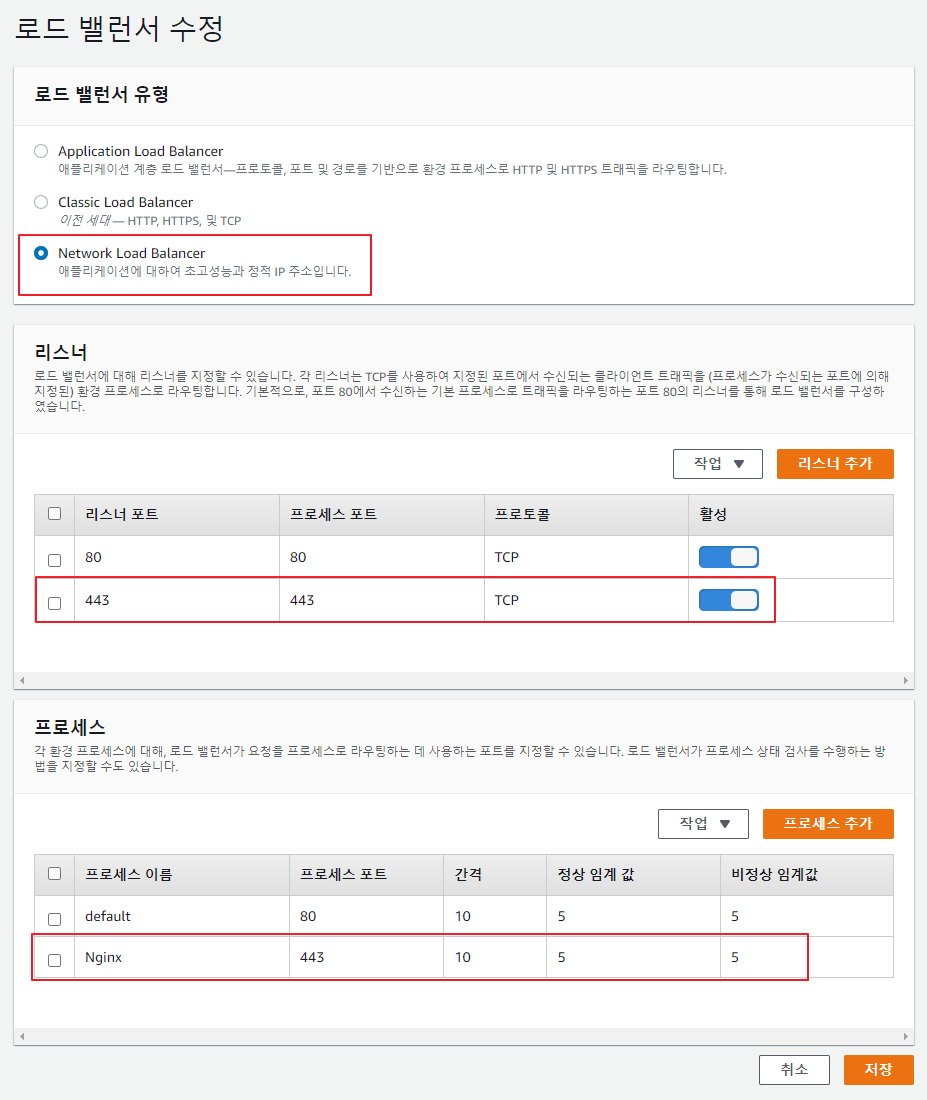 로드 밸런서 수정
로드 밸런서 유형
Application Load Balancer
애플리케이션 계층 로드 밸런서—프로토콜, 포트 및 경로를 기반으로 환경 프로세스로 HTTP 및 HTTPS 트래픽을 라우팅합니다.
Classic Load Balancer
이전 세대 — HTTP, HTTPS, 및 TCP
Network Load Balancer
애플리케이션에 대하여 초고성능과 정적 IP 주소입니다.
리스너
로드 밸런서에 대해 리스너를 지정할 수 있습니다. 각 리스너는 TCP를 사용하여 지정된 포트에서 수신되는 클라이언트 트래픽을 (프로세스가 수신되는 포트에 의해
지정된) 환경 프로세스로 라우팅합니다. 기본적으로, 포트 80에서 수신하는 기본 프로세스로 트래픽을 라우팅하는 포트 80의 리스너를 통해 로드 밸런서를 구성하
였습니다.
작업 ▼ 리스너 추가
리스너 포트 프로세스 포트 프로토콜 활성
80 80 TCP
443 443 TCP
프로세스
각 환경 프로세스에 대해, 로드 밸런서가 요청을 프로세스로 라우팅하는 데 사용하는 포트를 지정할 수 있습니다. 로드 밸런서가 프로세스 상태 검사를 수행하는 방
법을 지정할 수도 있습니다.
작업 ▼ 프로세스 추가
프로세스 이름 프로세스 포트 간격 정상 임계 값 비정상 임계값
default 80 10 5 5
Nginx 443 10 5 5
취소 저장